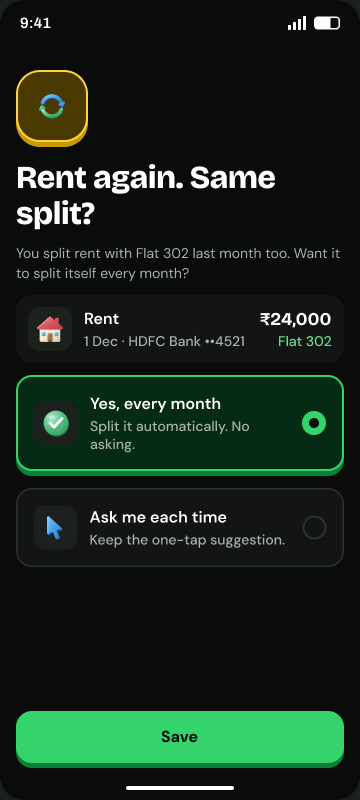 9:41
Rent again. Same
split?
You split rent with Flat 302 last month too. Want it
to split itself every month?
Rent
₹24,000
1 Dec · HDFC Bank ••4521
Flat 302
Yes, every month
Split it automatically. No
asking.
Ask me each time
Keep the one-tap suggestion.
Save